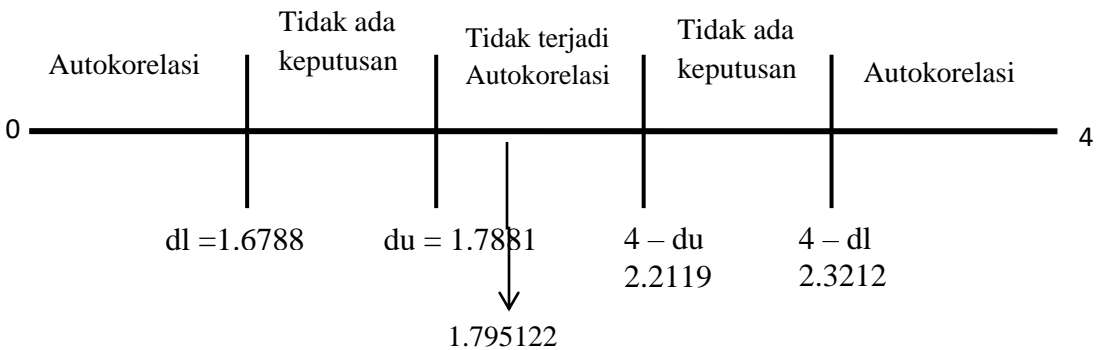 Autokorelasi
Tidak ada
keputusan
Tidak terjadi
Autokorelasi
Tidak ada
keputusan
Autokorelasi
0
4
dl =1.6788
du = 1.7881
4 – du
2.2119
4 – dl
2.3212
1.795122